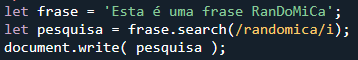 let frase = 'Esta é uma frase RanDoMiCa';
let pesquisa = frase.search(/randomica/i);
document.write( pesquisa );